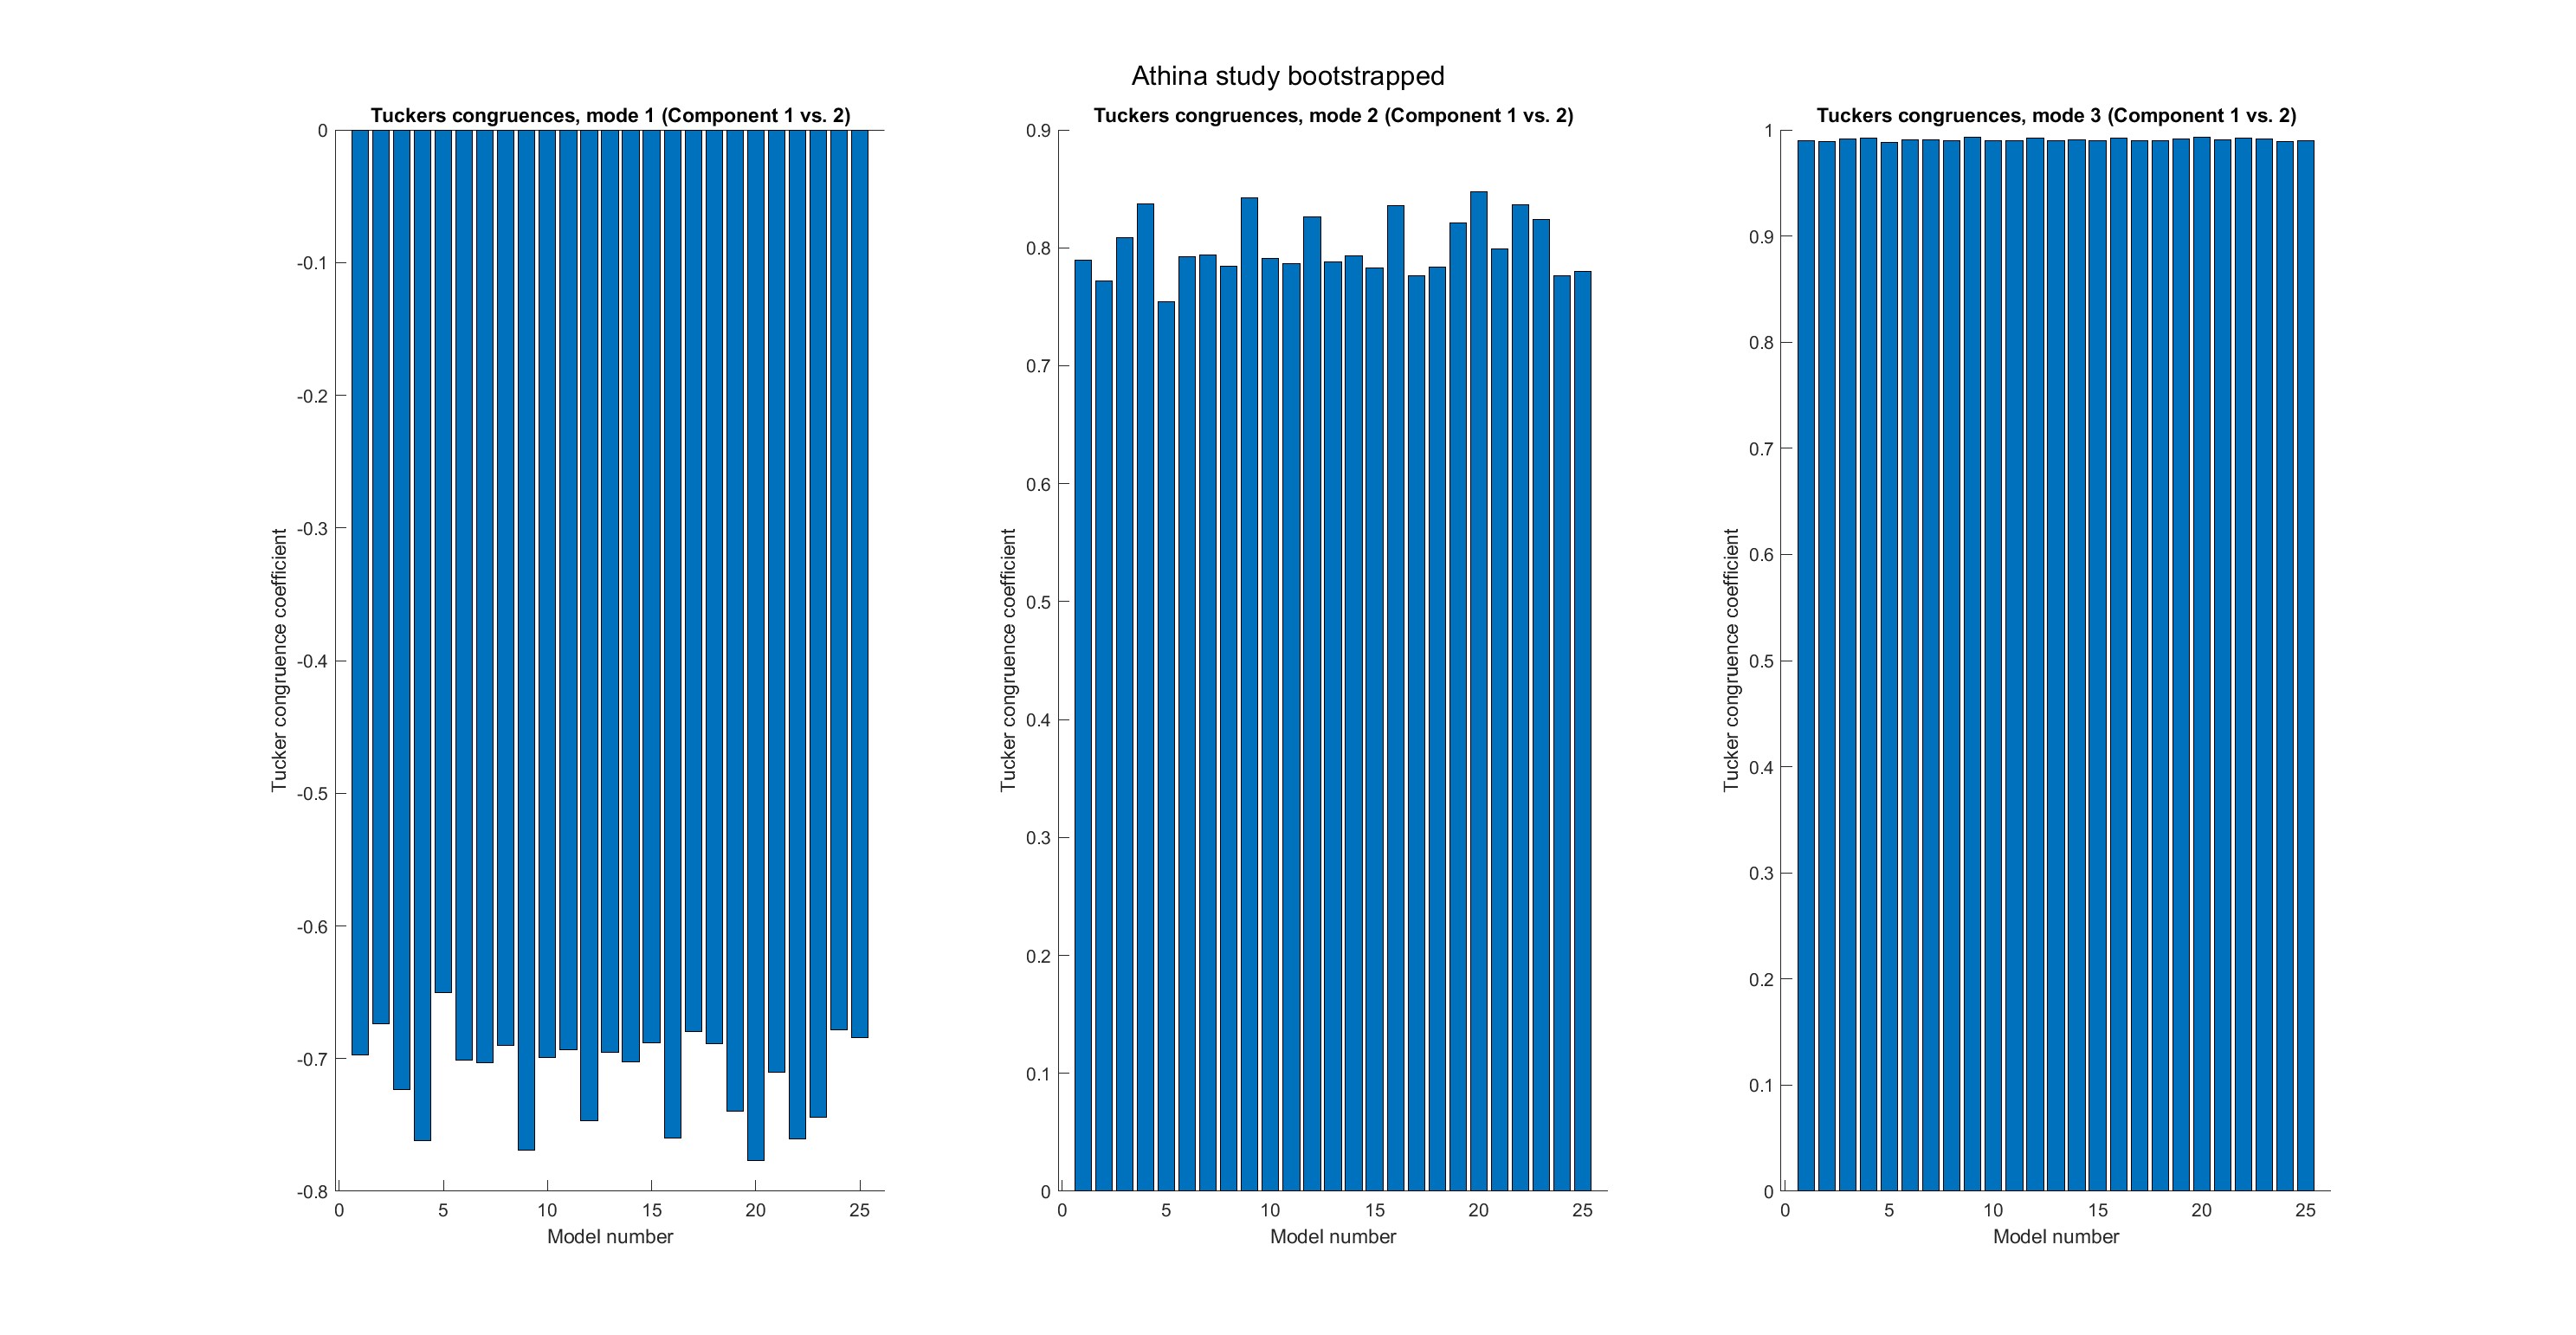 Athina study bootstrapped
Tuckers congruences, mode 1 (Component 1 vs. 2)
0
-0.1
-0.2
-0.3
-0.4
-0.5
-0.6
-0.7
-0.8
Tucker congruence coefficient
0 5 10 15 20 25
Model number
Tuckers congruences, mode 2 (Component 1 vs. 2)
0.9
0.8
0.7
0.6
0.5
0.4
0.3
0.2
0.1
0
Tucker congruence coefficient
0 5 10 15 20 25
Model number
Tuckers congruences, mode 3 (Component 1 vs. 2)
1
0.9
0.8
0.7
0.6
0.5
0.4
0.3
0.2
0.1
0
Tucker congruence coefficient
0 5 10 15 20 25
Model number